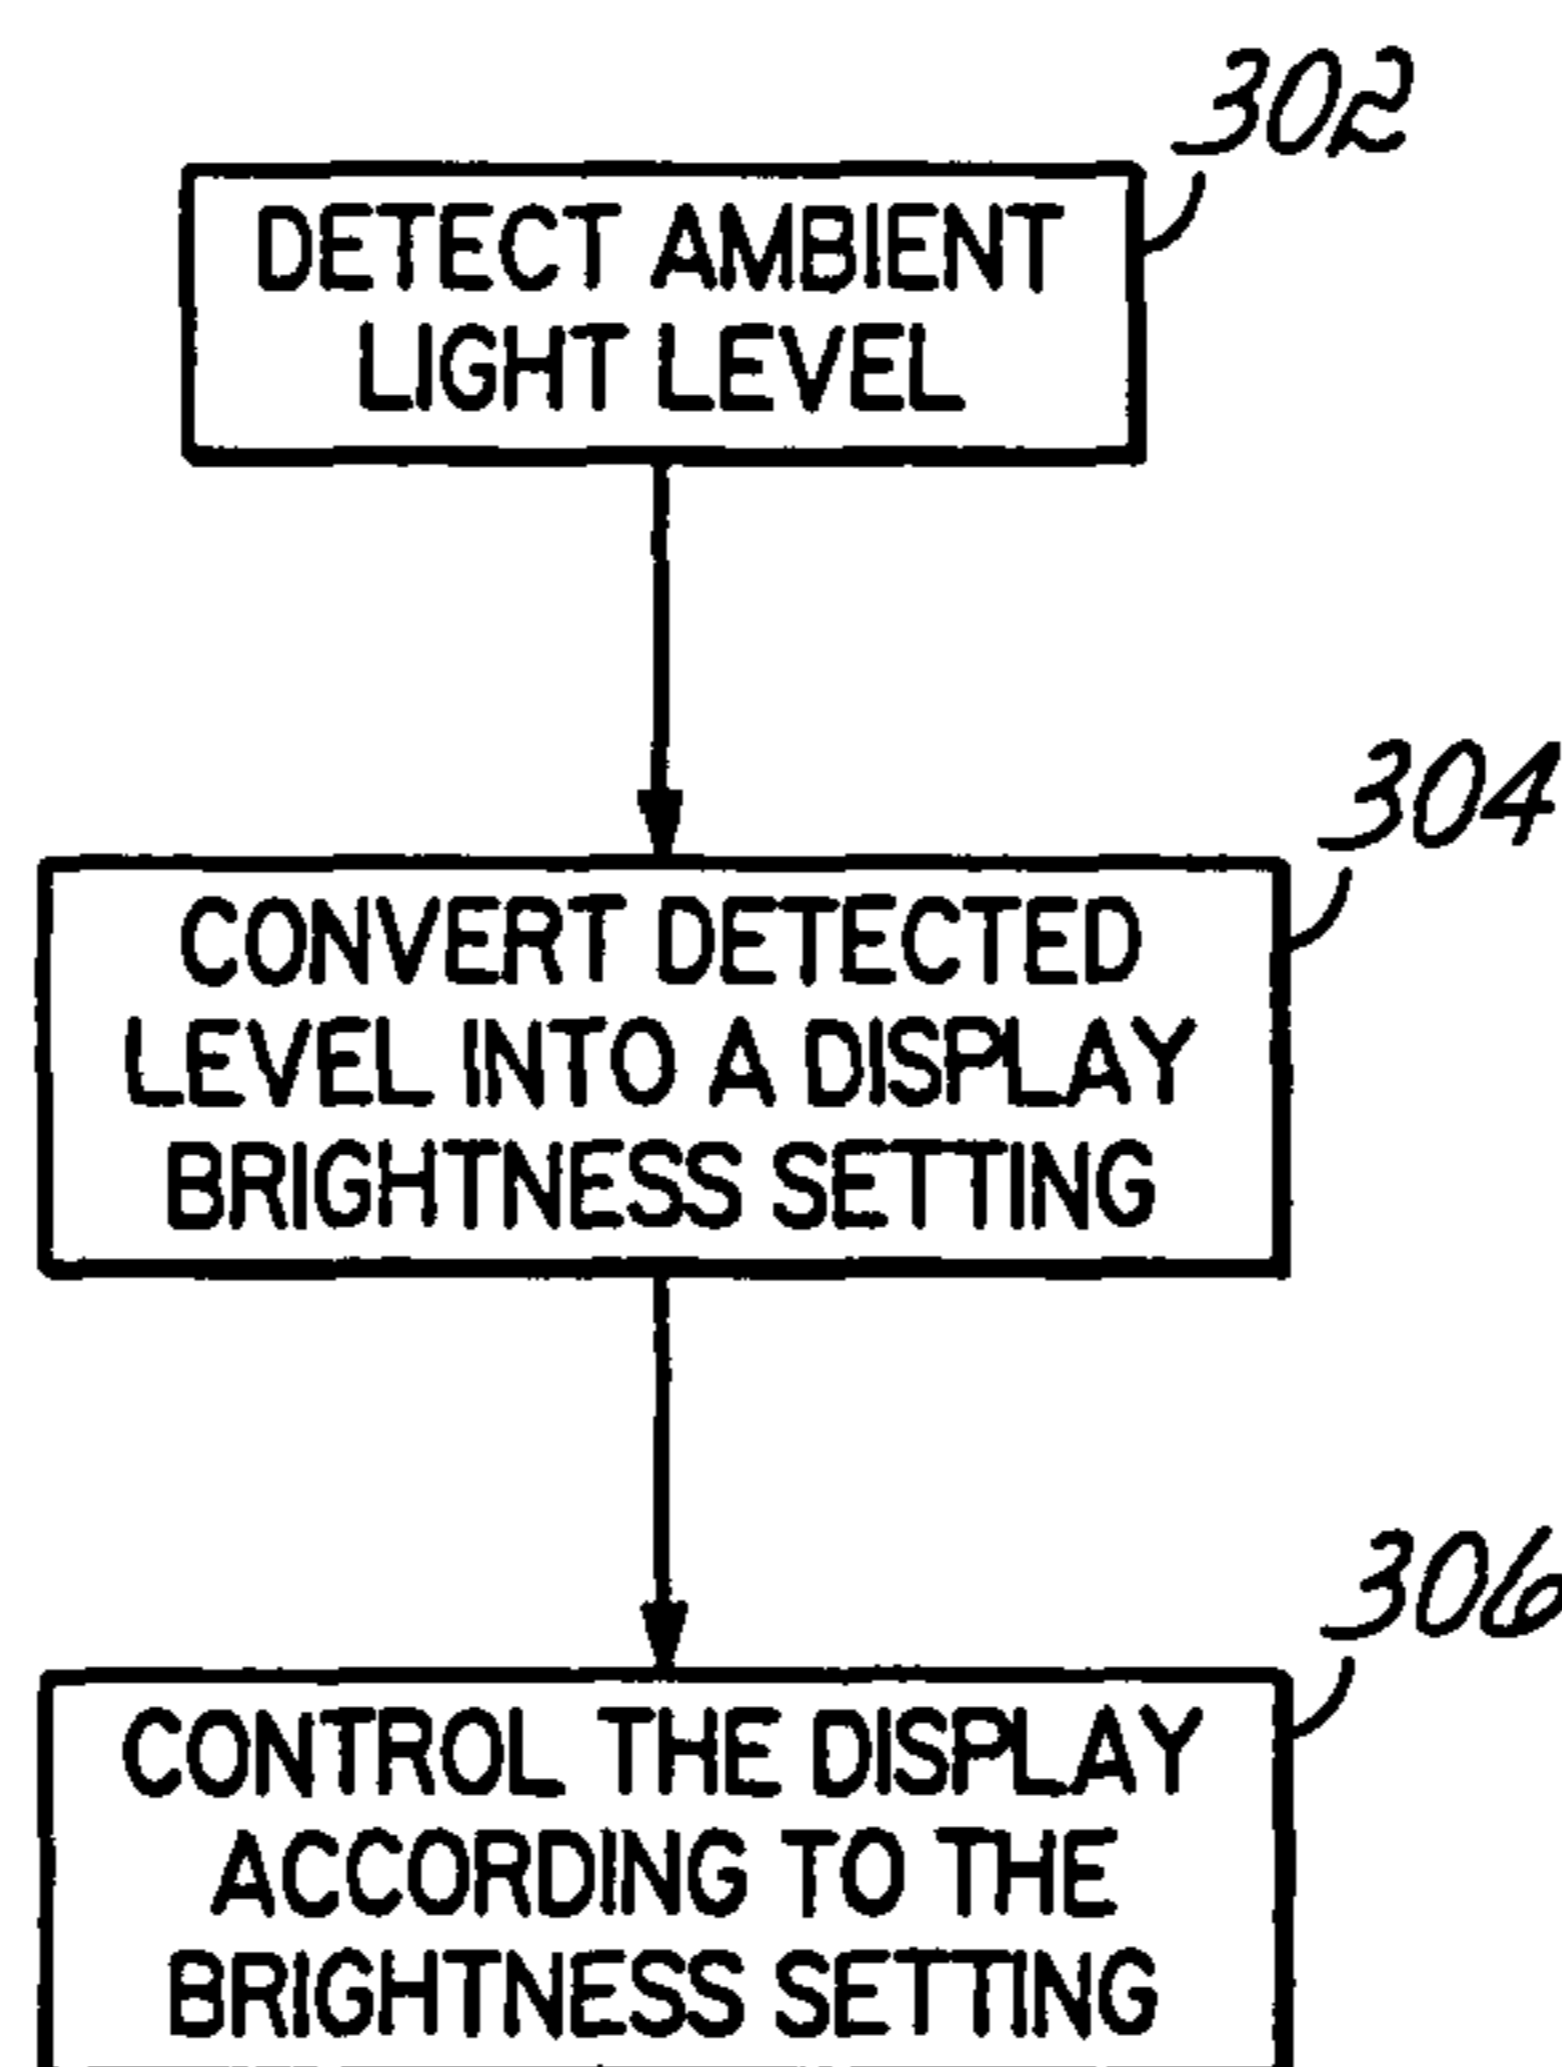 302
DETECT AMBIENT
LIGHT LEVEL
304
CONVERT DETECTED
LEVEL INTO A DISPLAY
BRIGHTNESS SETTING
306
CONTROL THE DISPLAY
ACCORDING TO THE
BRIGHTNESS SETTING